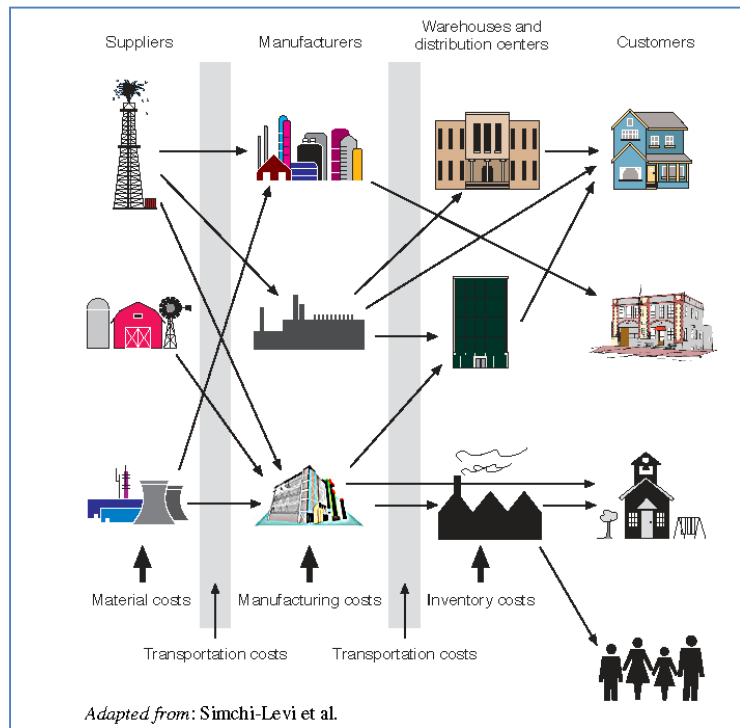 Suppliers
Manufacturers
Warehouses and
distribution centers
Customers
Material costs
Manufacturing costs
Inventory costs
Transportation costs
Transportation costs
Adapted from: Simchi-Levi et al.